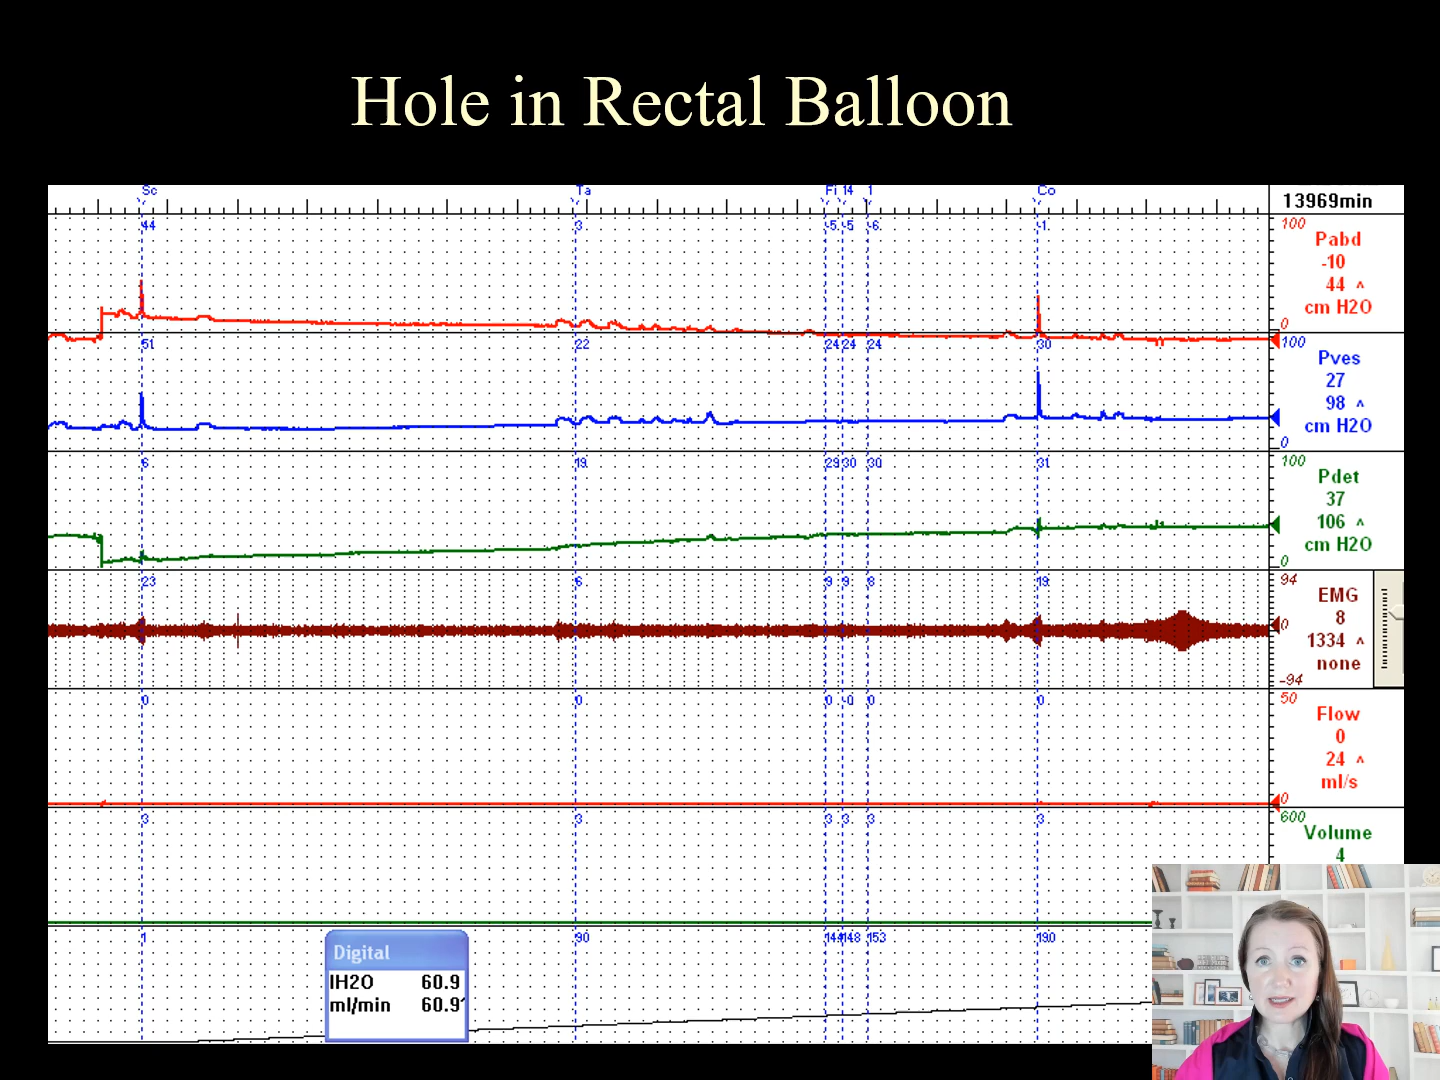 Hole in Rectal Balloon
Sc Ta Fi 14 1 Co
13969min
44 3 -5 -5 -6 -1
100
Pabd
-10
44 ^
cm H2O
0
51 22 24 24 24 30
100
Pves
27
98 ^
cm H2O
0
6 19 29 30 30 31
100
Pdet
37
106 ^
cm H2O
0
23 6 9 9 8 19
94
EMG
8
0
1334 ^
none
-94
0 0 0 -0 0 0
50
Flow
0
24 ^
ml/s
0
3 3 3 3 3 3
600
Volume
4
1 90 148 153 190
Digital
IH2O 60.9
ml/min 60.9